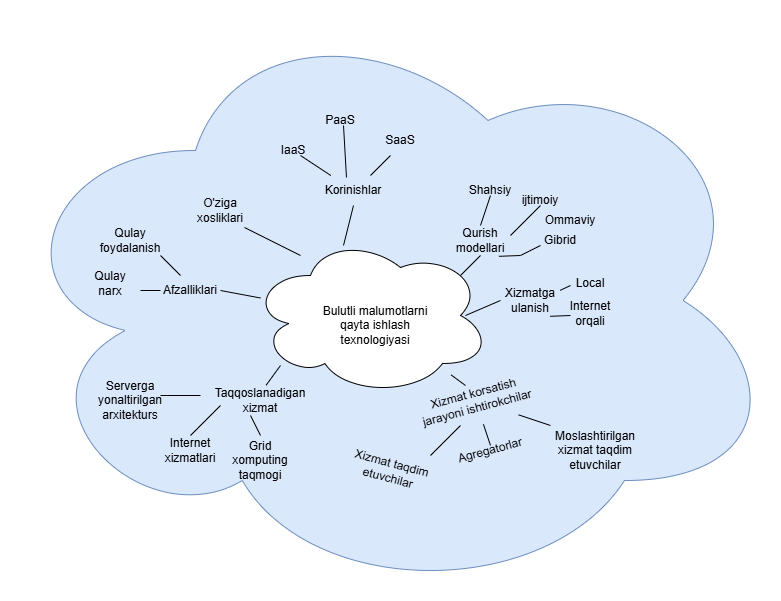 PaaS
IaaS
SaaS
Korinishlar
O'ziga
xosliklari
Shahsiy
ijtimoiy
Ommaviy
Gibrid
Qurish
modellari
Qulay
foydalanish
Qulay
narx
Afzalliklari
Bulutli malumotlarni
qayta ishlash
texnologiyasi
Xizmatga
ulanish
Local
Internet
orqali
Serverga
yonaltirilgan
arxitekturs
Taqqoslanadigan
xizmat
Internet
xizmatlari
Grid
xomputing
taqmogi
Xizmat korsatish
jarayoni ishtirokchilar
Xizmat taqdim
etuvchilar
Agregatorlar
Moslashtirilgan
xizmat taqdim
etuvchilar